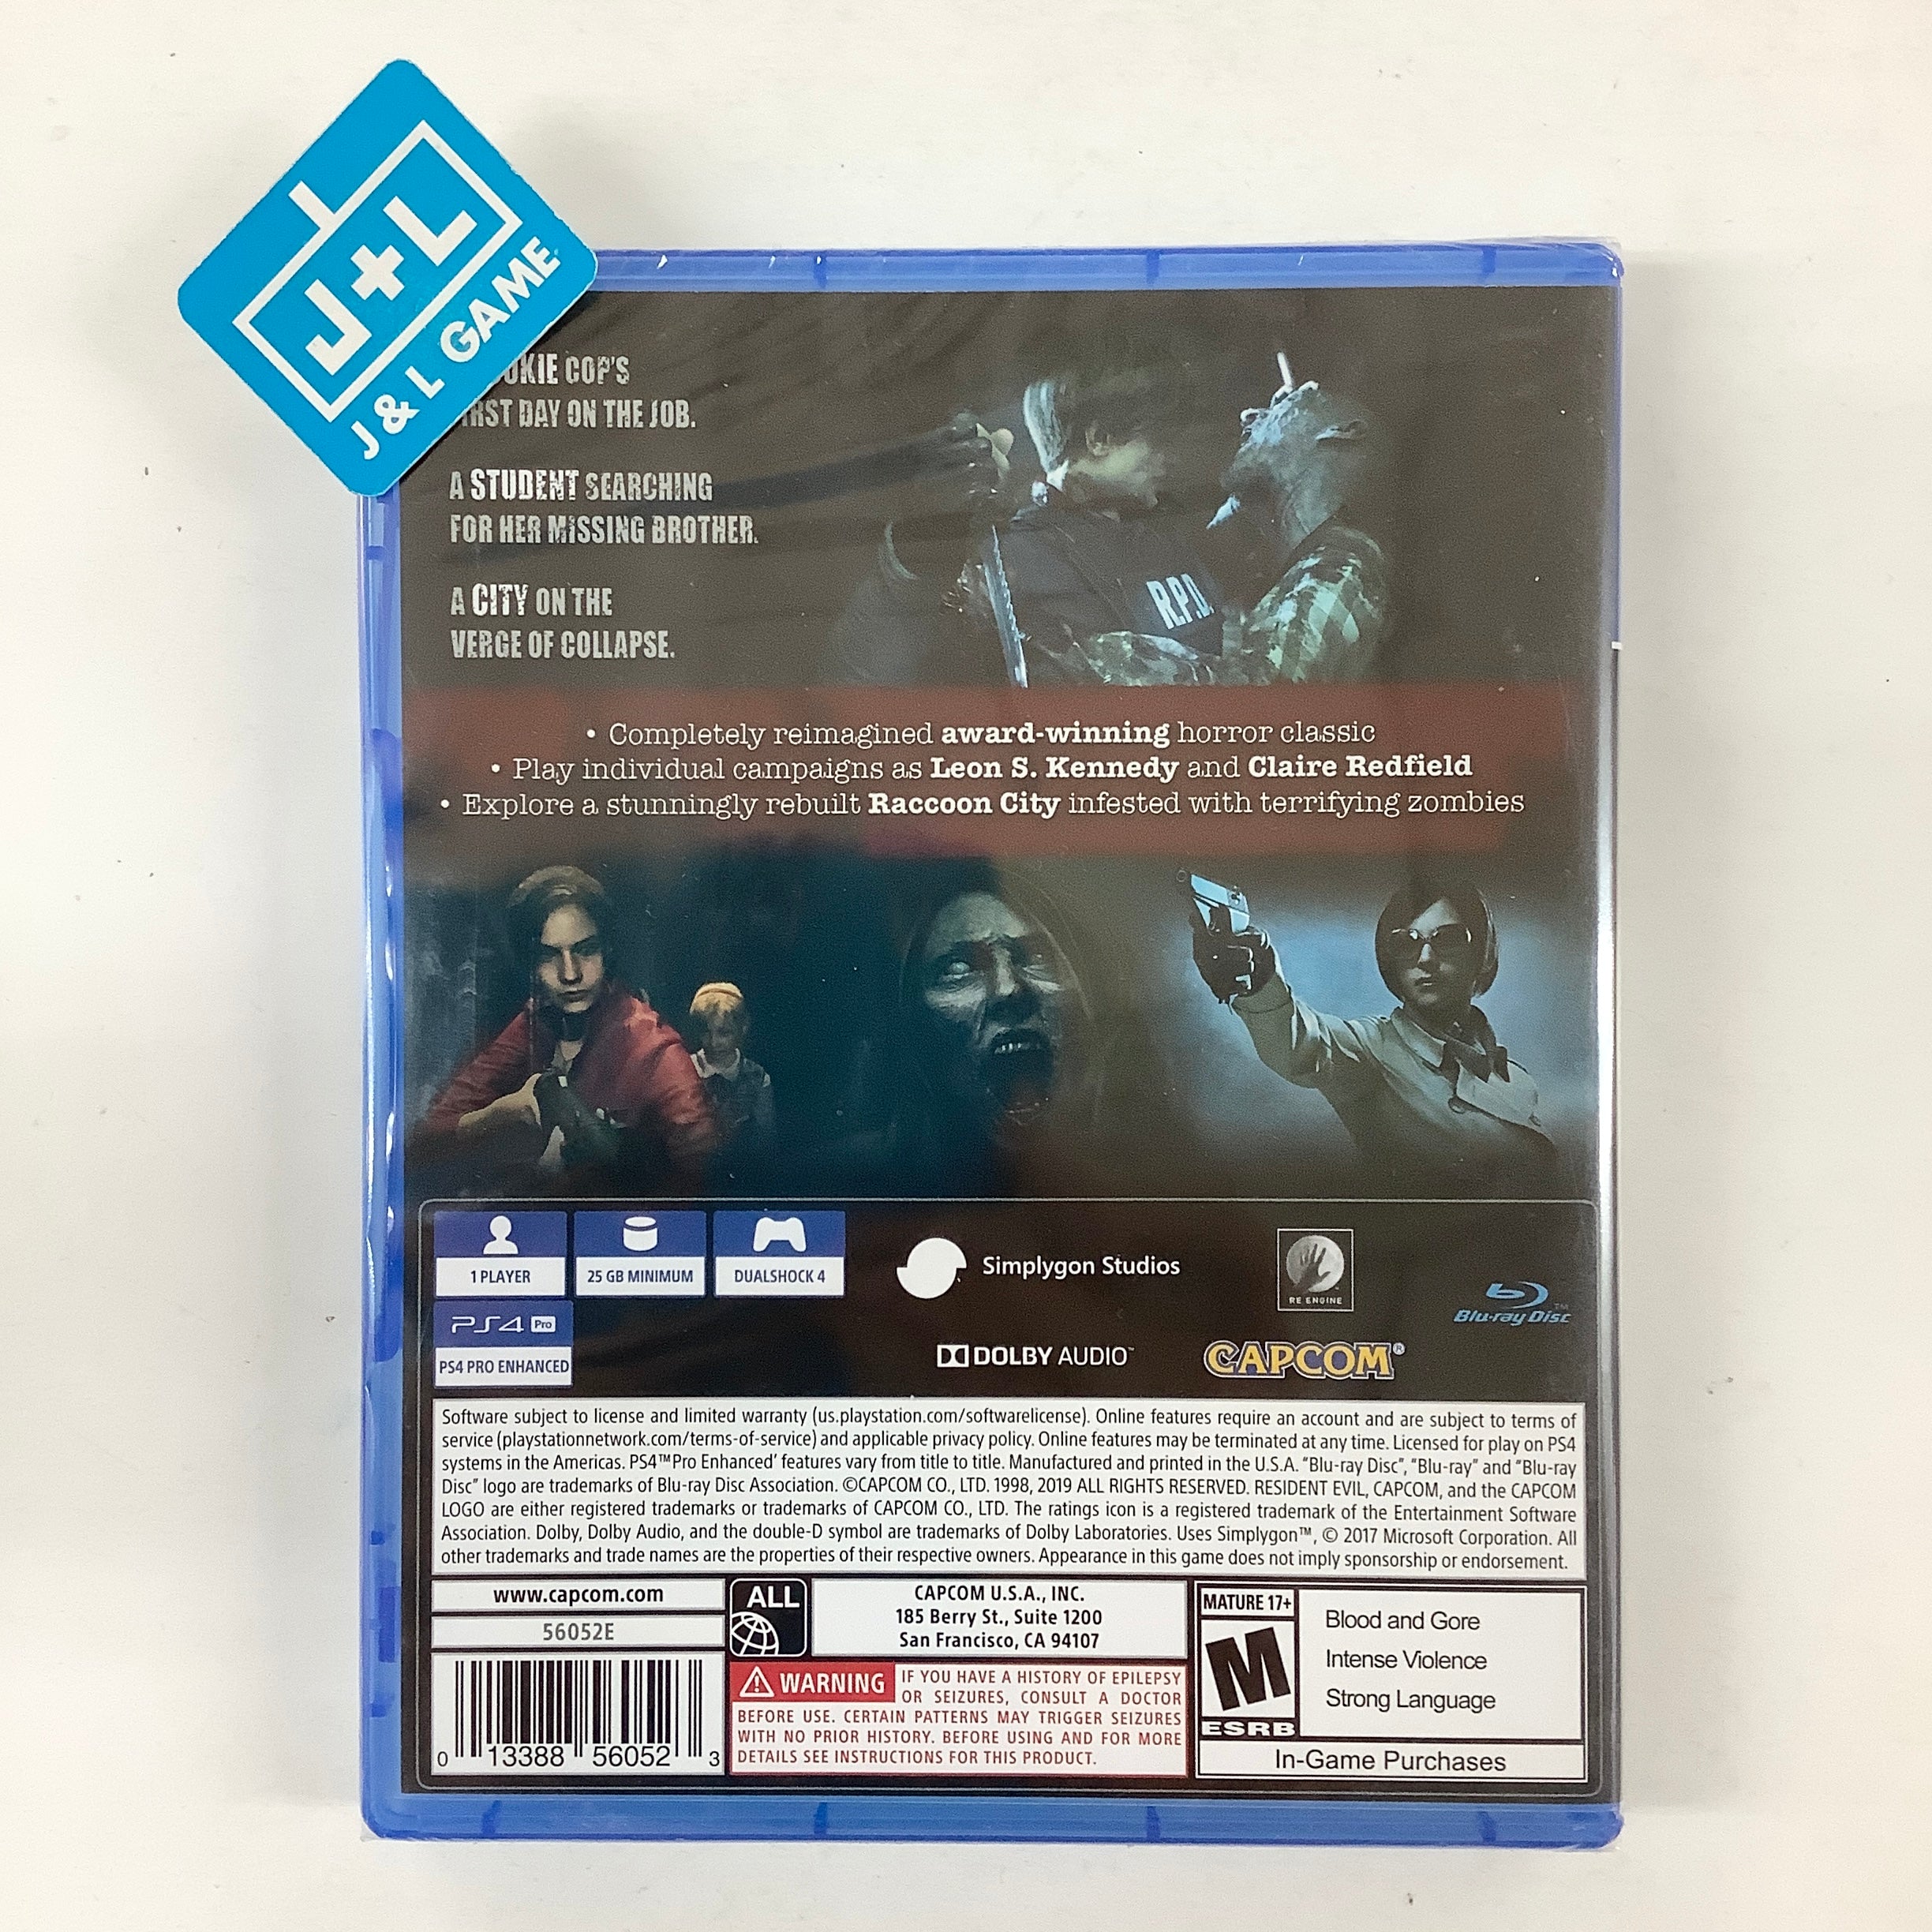 J+L
J & L GAME
COP'S
DAY ON THE JOB.
A STUDENT SEARCHING
FOR HER MISSING BROTHER.
A CITY ON THE
VERGE OF COLLAPSE.
R.P.D.
• Completely reimagined award-winning horror classic
• Play individual campaigns as Leon S. Kennedy and Claire Redfield
• Explore a stunningly rebuilt Raccoon City infested with terrifying zombies
1 PLAYER
25 GB MINIMUM
DUALSHOCK 4
PS4 Pro
PS4 PRO ENHANCED
Simplygon Studios
RE ENGINE
Blu-ray Disc™
DOLBY AUDIO™
CAPCOM®
Software subject to license and limited warranty (us.playstation.com/softwarelicense). Online features require an account and are subject to terms of
service (playstationnetwork.com/terms-of-service) and applicable privacy policy. Online features may be terminated at any time. Licensed for play on PS4
systems in the Americas. PS4™Pro Enhanced' features vary from title to title. Manufactured and printed in the U.S.A. "Blu-ray Disc", "Blu-ray" and "Blu-ray
Disc" logo are trademarks of Blu-ray Disc Association. ©CAPCOM CO., LTD. 1998, 2019 ALL RIGHTS RESERVED. RESIDENT EVIL, CAPCOM, and the CAPCOM
LOGO are either registered trademarks or trademarks of CAPCOM CO., LTD. The ratings icon is a registered trademark of the Entertainment Software
Association. Dolby, Dolby Audio, and the double-D symbol are trademarks of Dolby Laboratories. Uses Simplygon™, © 2017 Microsoft Corporation. All
other trademarks and trade names are the properties of their respective owners. Appearance in this game does not imply sponsorship or endorsement.
www.capcom.com
56052E
0 13388 56052 3
ALL
CAPCOM U.S.A., INC.
185 Berry St., Suite 1200
San Francisco, CA 94107
WARNING IF YOU HAVE A HISTORY OF EPILEPSY
OR SEIZURES, CONSULT A DOCTOR
BEFORE USE. CERTAIN PATTERNS MAY TRIGGER SEIZURES
WITH NO PRIOR HISTORY. BEFORE USING AND FOR MORE
DETAILS SEE INSTRUCTIONS FOR THIS PRODUCT.
MATURE 17+
M
ESRB
Blood and Gore
Intense Violence
Strong Language
In-Game Purchases